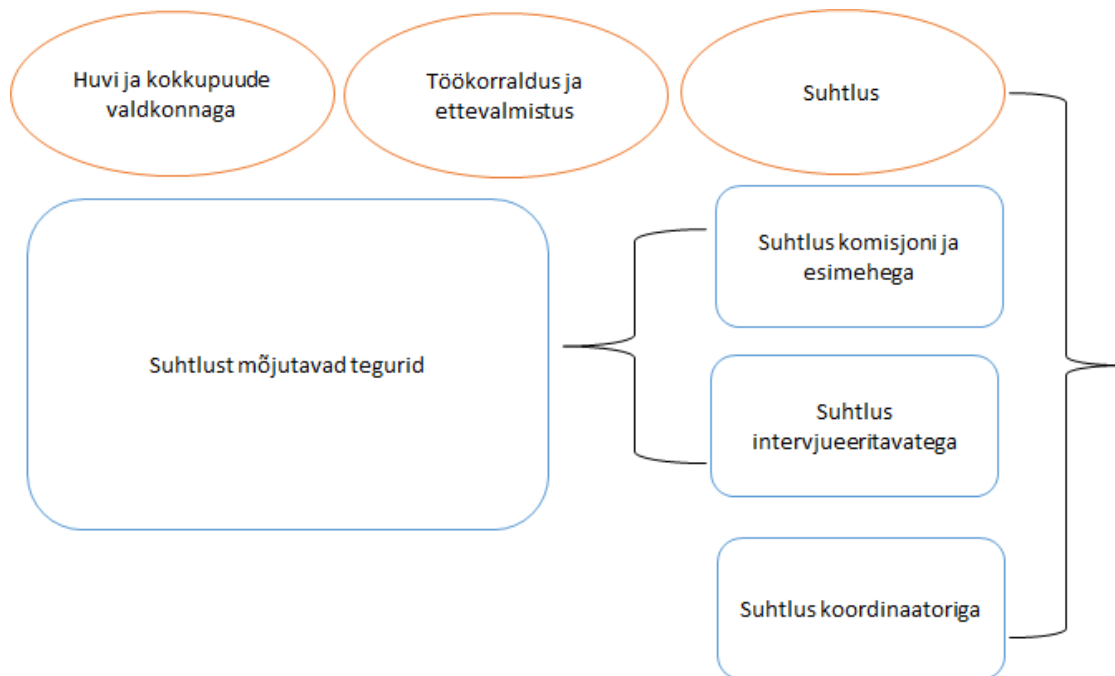 Huvi ja kokkupuude
valdkonnaga
Töökorraldus ja
ettevalmistus
Suhtlus
Suhtlus komisjoni ja
esimehega
Suhtlust mõjutavad tegurid
Suhtlus
intervjueeritavatega
Suhtlus koordinaatoriga